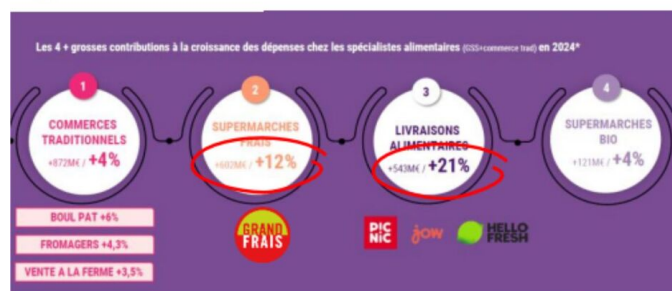 Les 4 + grosses contributions à la croissance des dépenses chez les spécialistes alimentaires (GSS+commerce trad) en 2024*
1
COMMERCES
TRADITIONNELS
+872M€ / +4%
BOUL PAT +6%
FROMAGERS +4,3%
VENTE A LA FERME +3,5%
2
SUPERMARCHES
FRAIS
+602M€ / +12%
GRAND
FRAIS
3
LIVRAISONS
ALIMENTAIRES
+543M€ / +21%
PIC
NIC
jow
HELLO
FRESH
4
SUPERMARCHES
BIO
+121M€ / +4%